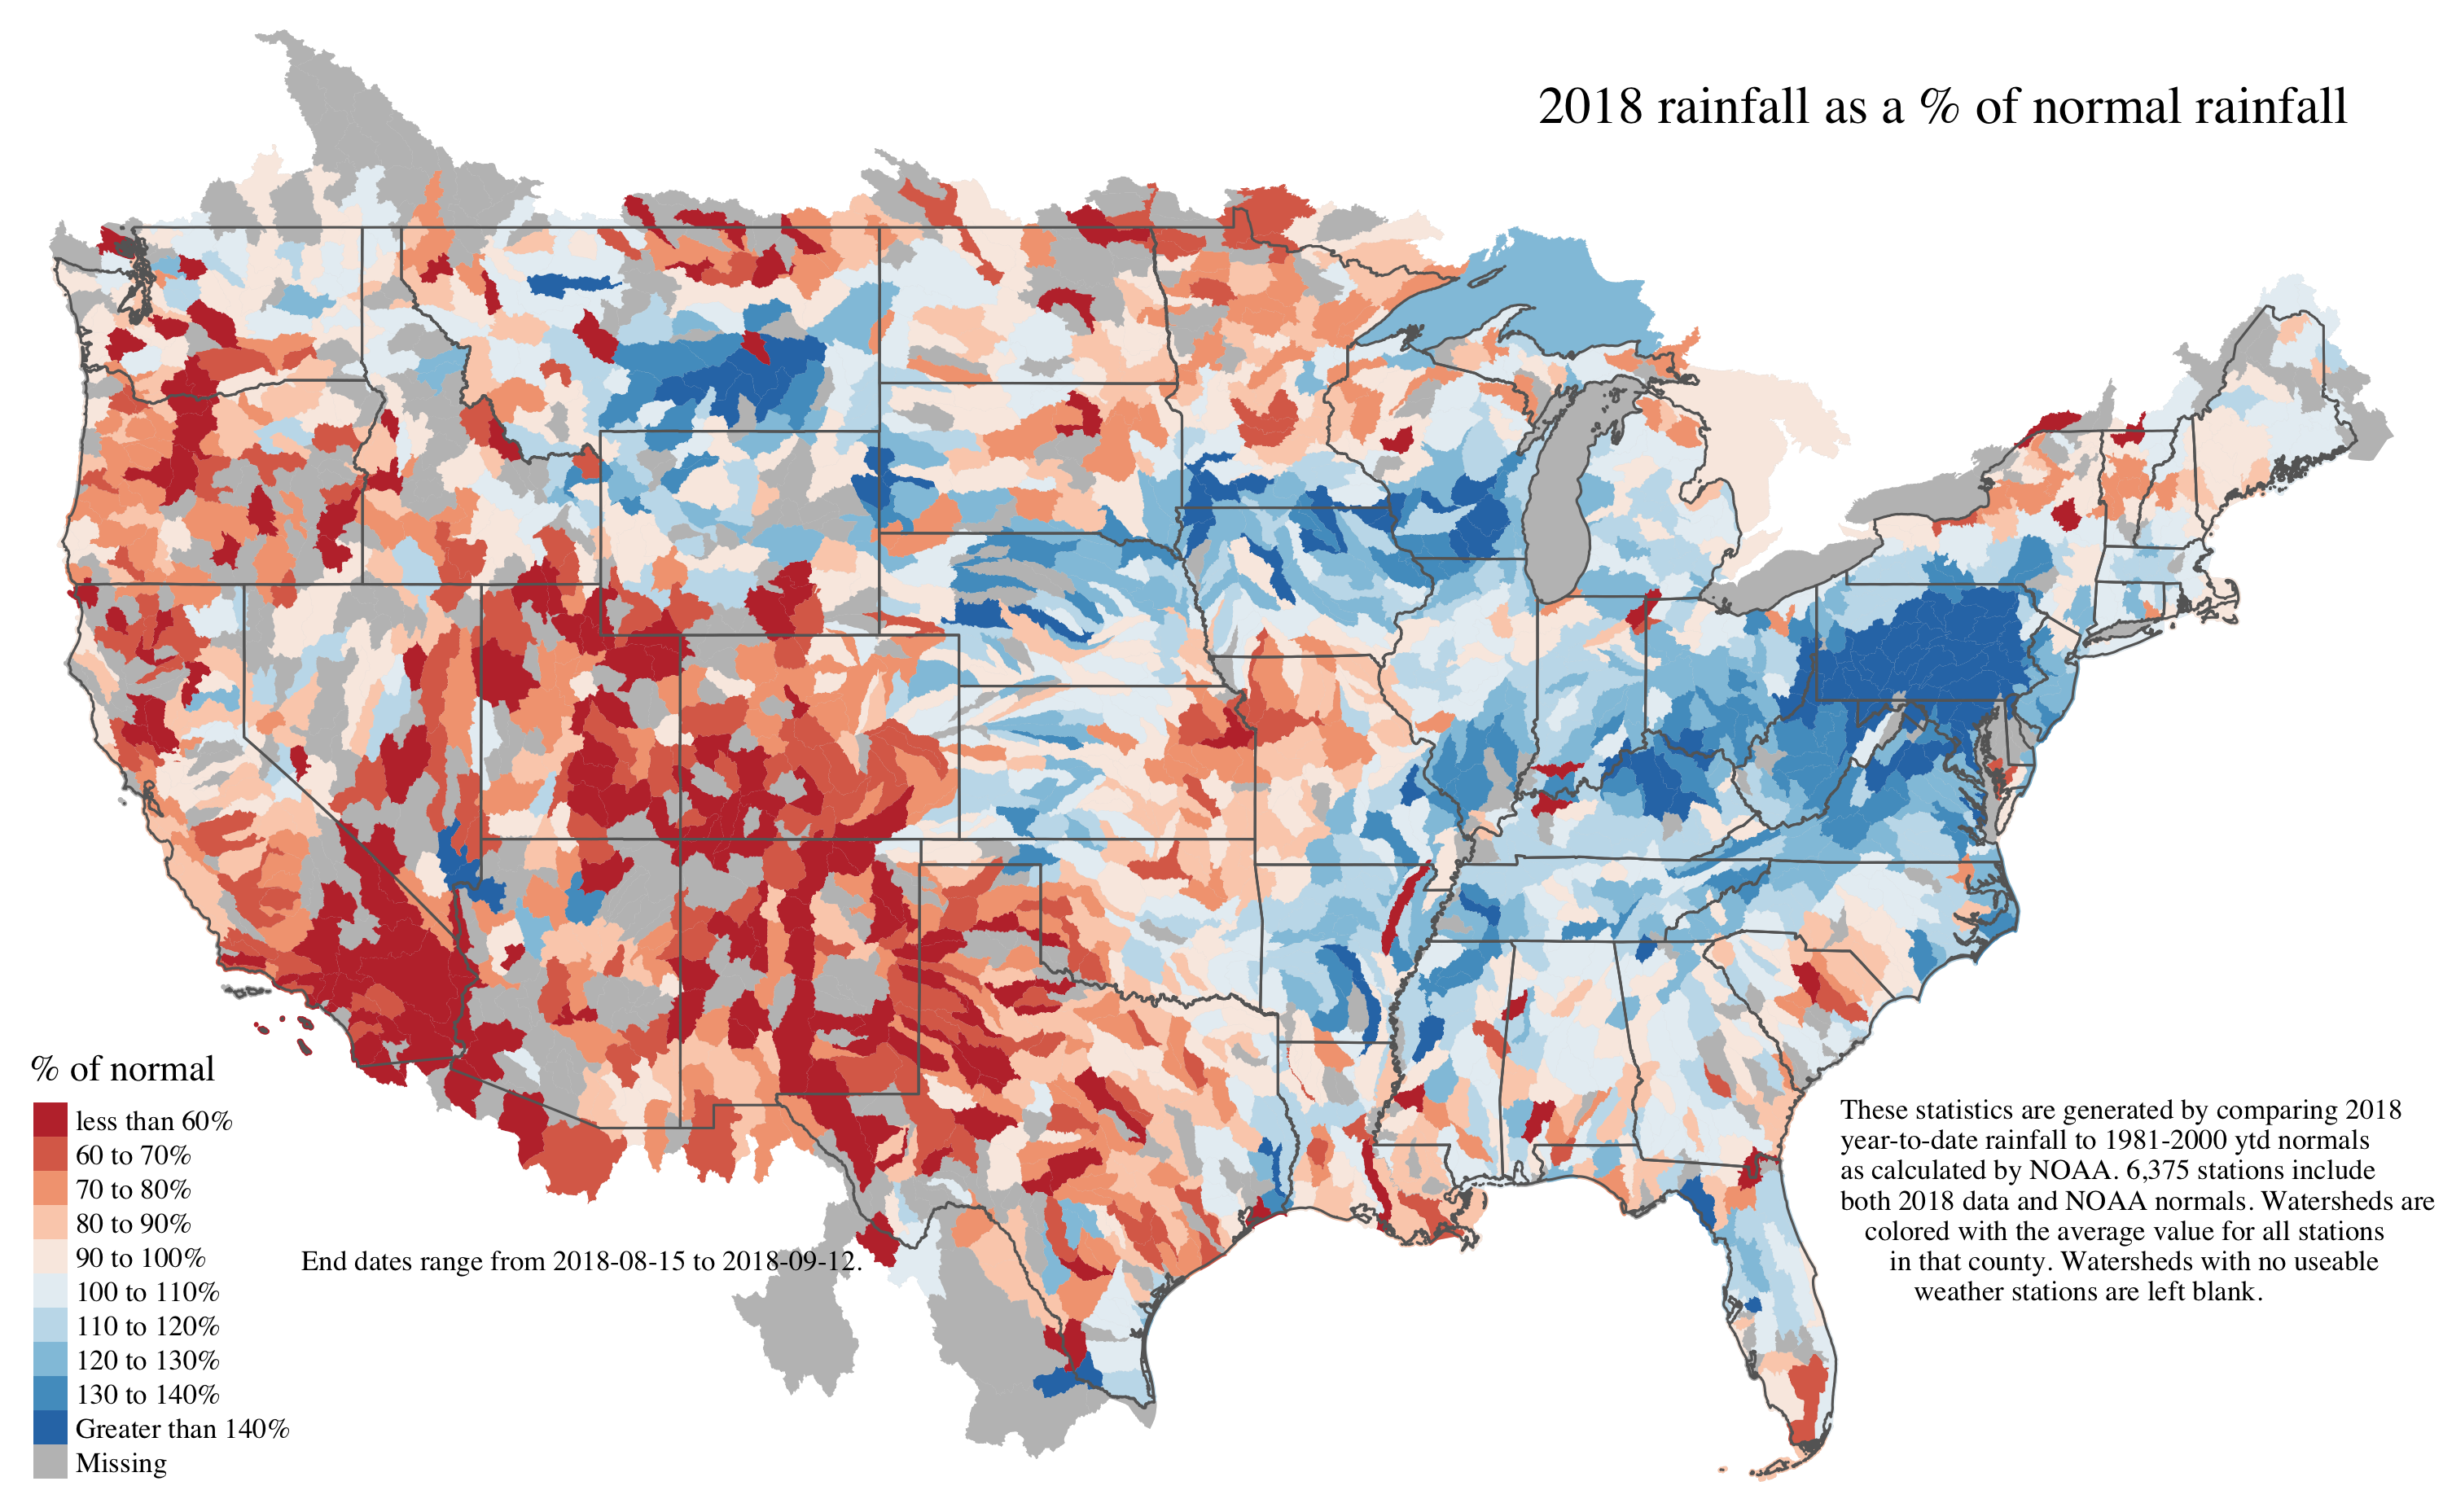 2018 rainfall as a % of normal rainfall
% of normal
less than 60%
60 to 70%
70 to 80%
80 to 90%
90 to 100%
100 to 110%
110 to 120%
120 to 130%
130 to 140%
Greater than 140%
Missing
End dates range from 2018-08-15 to 2018-09-12.
These statistics are generated by comparing 2018
year-to-date rainfall to 1981-2000 ytd normals
as calculated by NOAA. 6,375 stations include
both 2018 data and NOAA normals. Watersheds are
colored with the average value for all stations
in that county. Watersheds with no useable
weather stations are left blank.